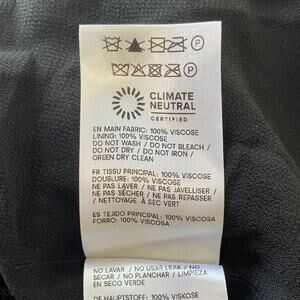 P
P
CLIMATE
NEUTRAL
CERTIFIED
EN MAIN FABRIC: 100% VISCOSE
LINING: 100% VISCOSE
DO NOT WASH / DO NOT BLEACH /
DO NOT DRY / DO NOT IRON /
GREEN DRY CLEAN
FR TISSU PRINCIPAL: 100% VISCOSE
DOUBLURE: 100% VISCOSE
NE PAS LAVER / NE PAS JAVELLISER /
NE PAS SÉCHER / NE PAS REPASSER
/ NETTOYAGE À SEC VERT
ES TEJIDO PRINCIPAL: 100% VISCOSA
FORRO: 100% VISCOSA
NO LAVAR / NO USAR LEJÍA / NO
SECAR / NO PLANCHAR / LIMPIEZA
EN SECO VERDE
DE HAUPTSTOFF: 100% VISKOSE